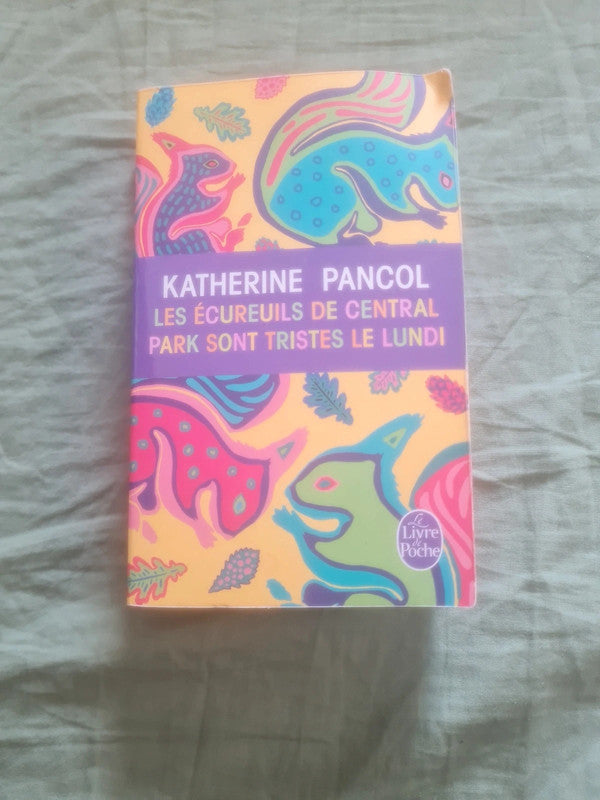 KATHERINE PANCOL
LES ÉCUREUILS DE CENTRAL
PARK SONT TRISTES LE LUNDI
Le
Livre
de
Poche